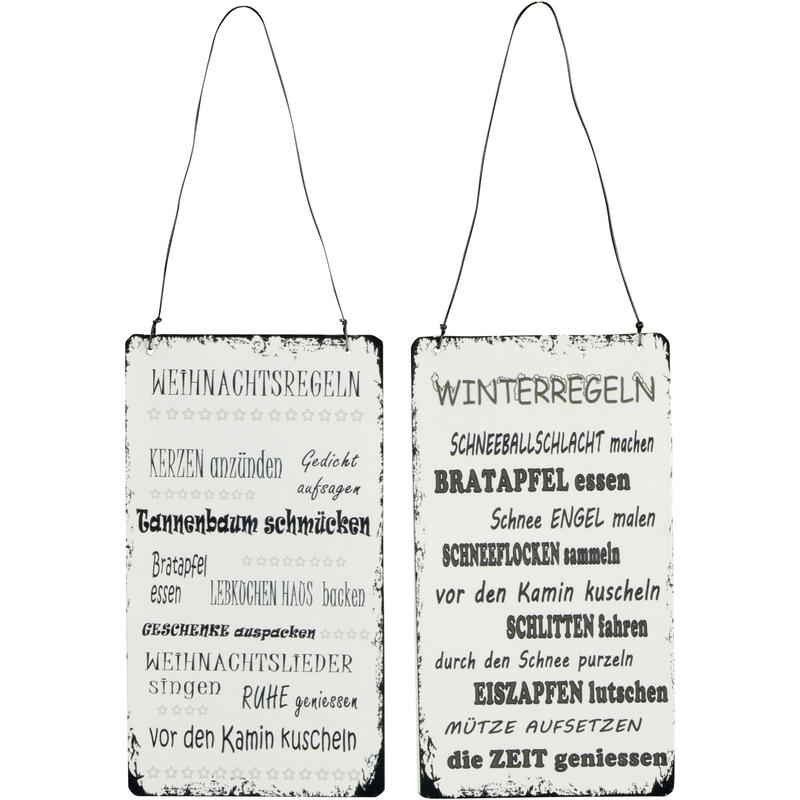 WEIHNACHTSREGELN
KERZEN anzünden
Gedicht
aufsagen
Tannenbaum schmücken
Bratapfel
essen
LEBKÜCHEN HAUS backen
GESCHENKE auspacken
WEIHNACHTSLIEDER
singen
RUHE geniessen
vor den Kamin kuscheln
WINTERREGELN
SCHNEEBALLSCHLACHT machen
BRATAPFEL essen
Schnee ENGEL malen
SCHNEEFLOCKEN sammeln
vor den Kamin kuscheln
SCHLITTEN fahren
durch den Schnee purzeln
EISZAPFEN lutschen
MÜTZE AUFSETZEN
die ZEIT geniessen